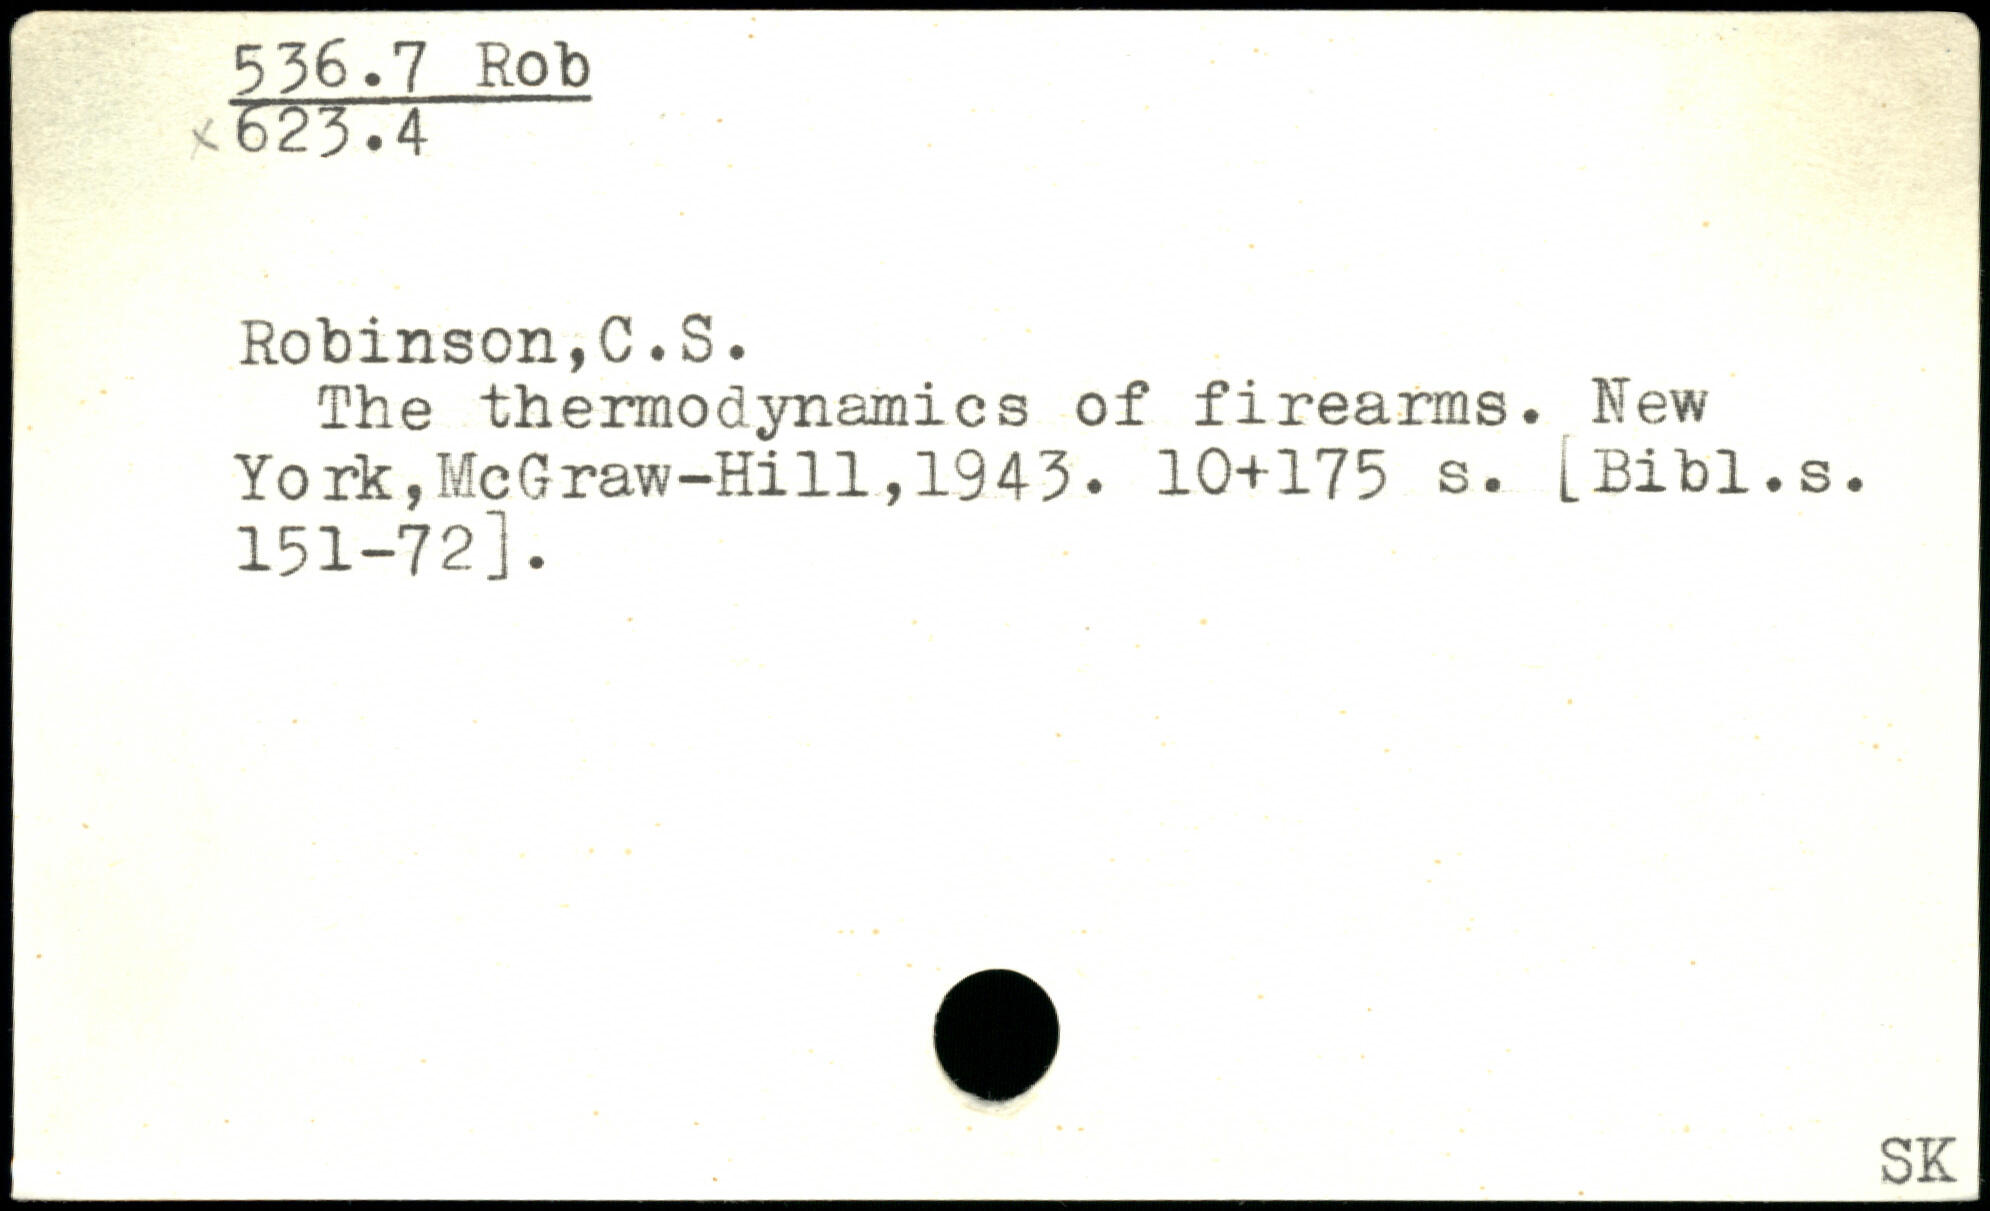 536.7 Rob
x 623.4
Robinson,C.S.
The thermodynamics of firearms. New
York,McGraw-Hill,1943. 10+175 s. [Bibl.s.
151-72].
SK